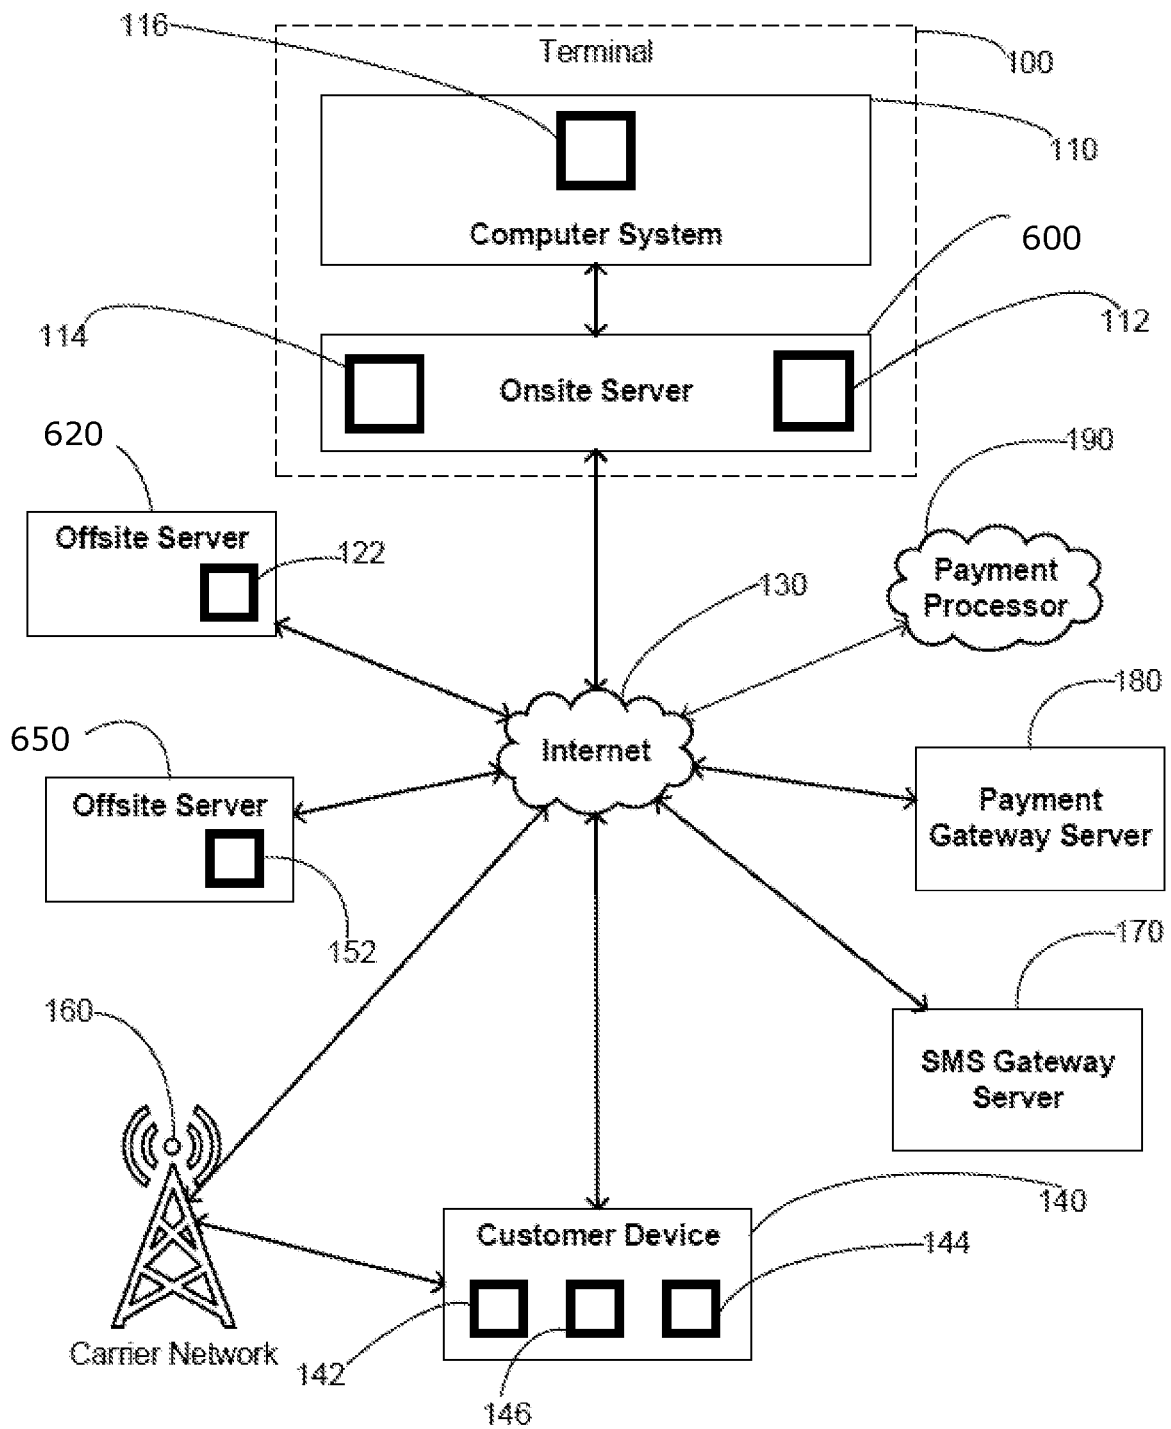 116
Terminal
100
110
Computer System
600
114
112
Onsite Server
620
190
Offsite Server
122
Payment
Processor
130
180
650
Internet
Offsite Server
Payment
Gateway Server
152
170
160
SMS Gateway
Server
140
Customer Device
144
Carrier Network
142
146